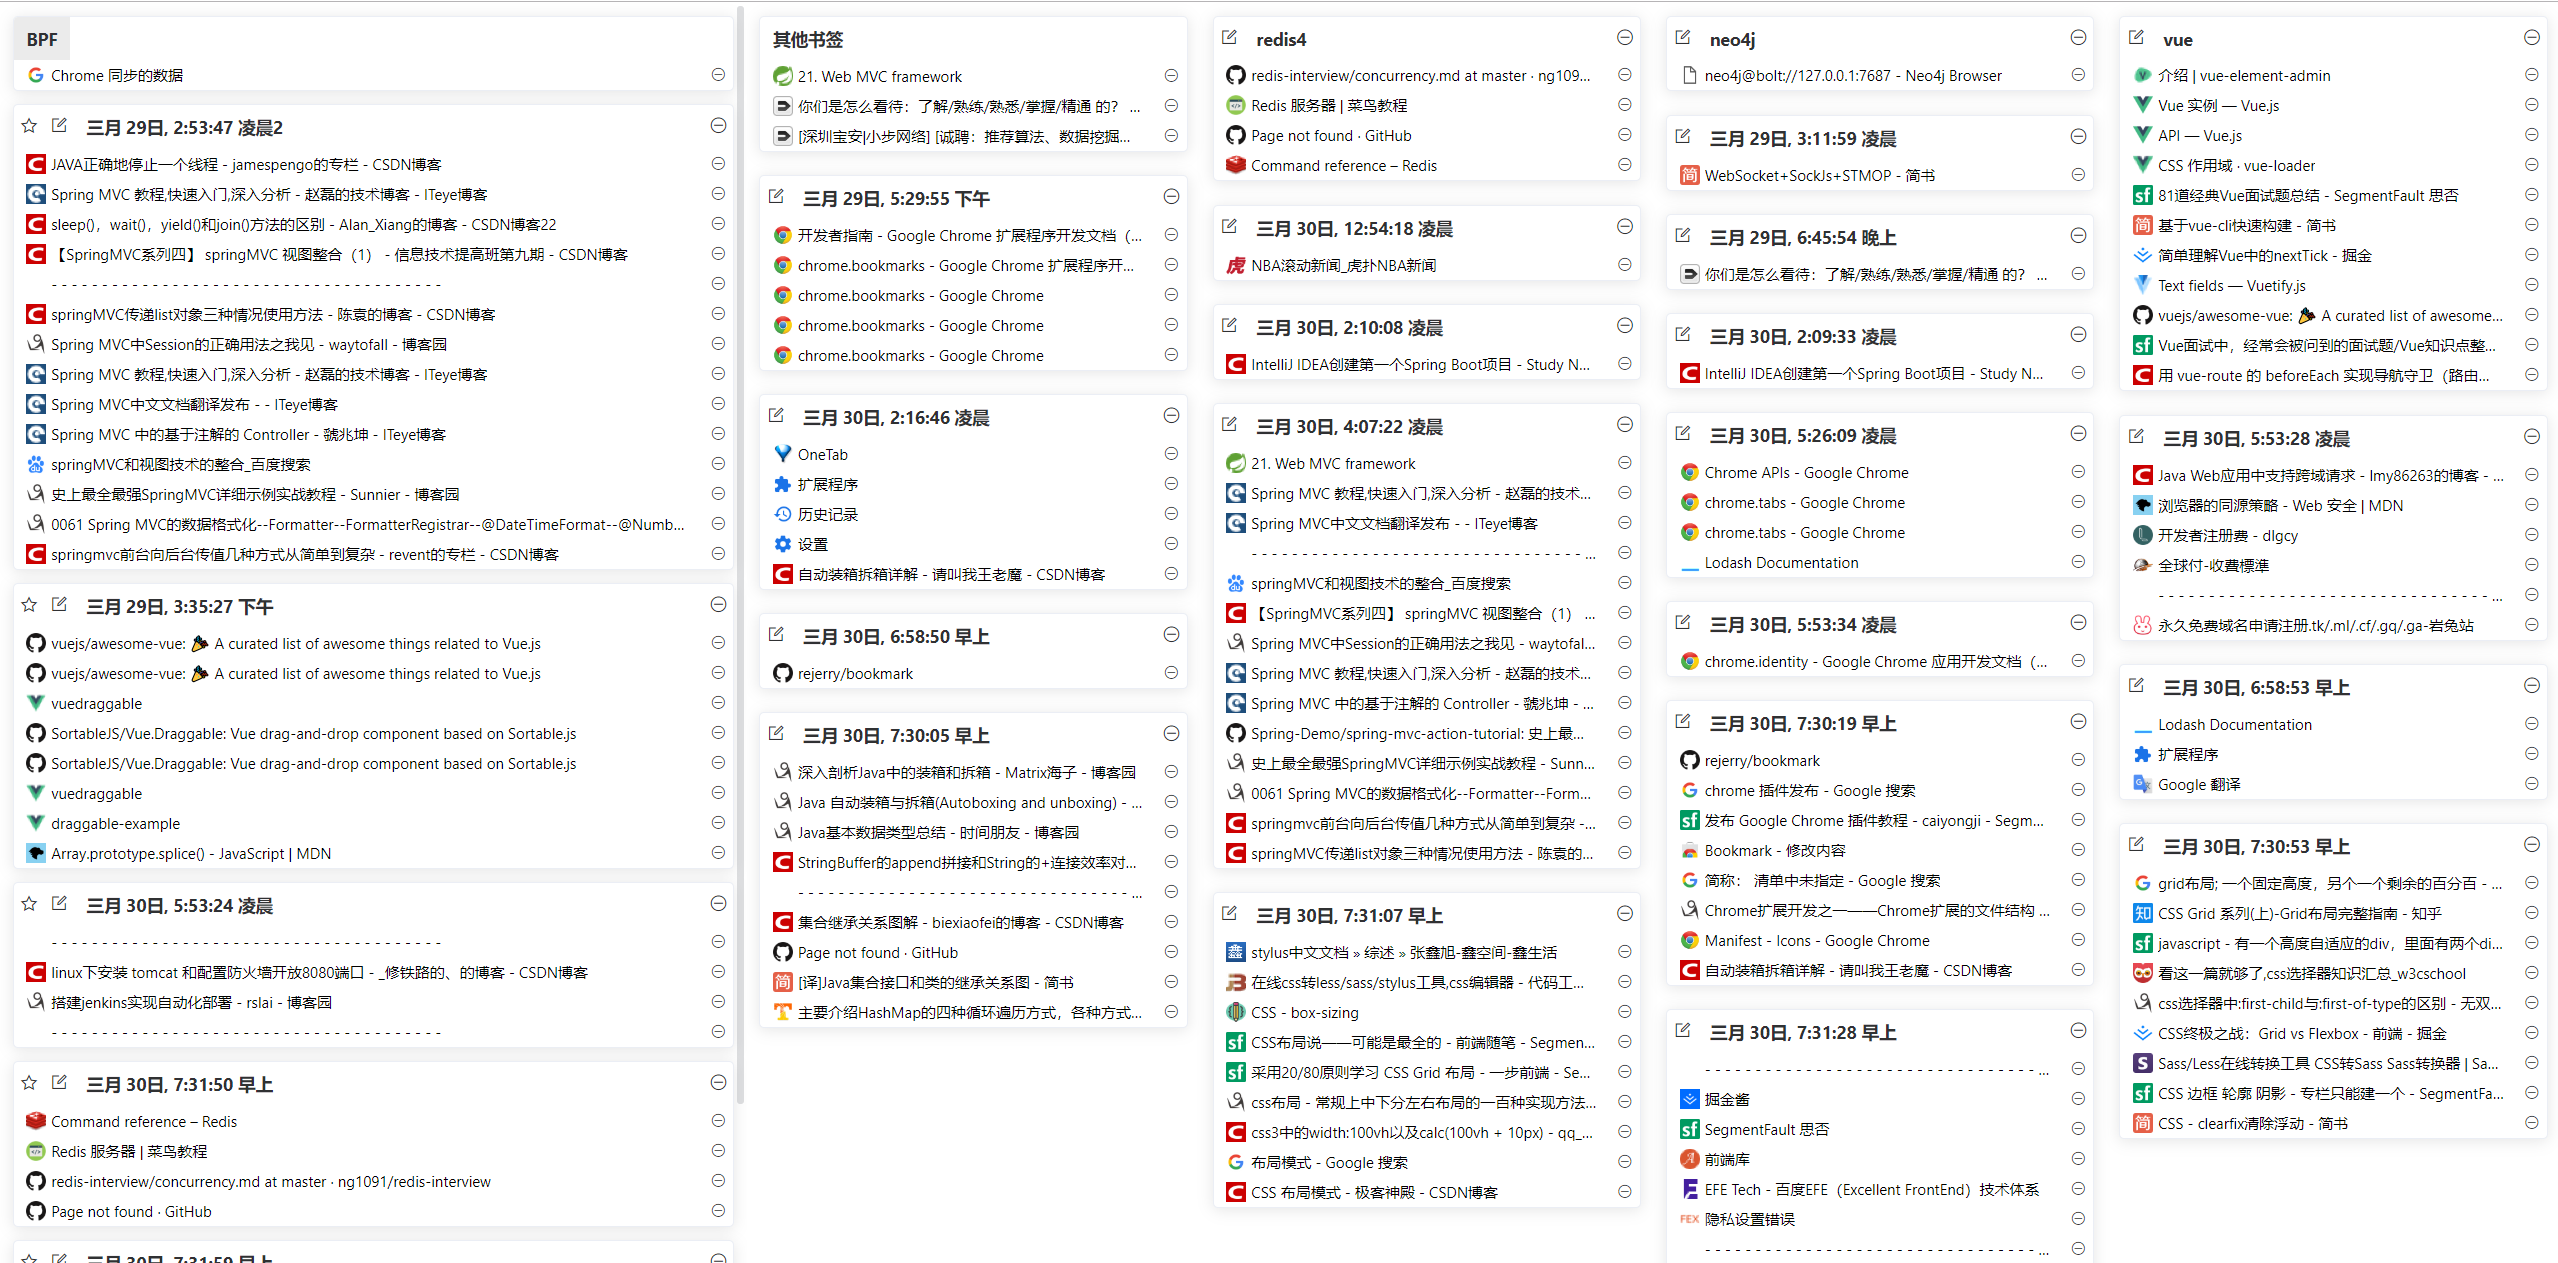 BPF
Chrome 同步的数据
三月 29日, 2:53:47 凌晨2
JAVA正确地停止一个线程 - jamespengo的专栏 - CSDN博客
Spring MVC 教程,快速入门,深入分析 - 赵磊的技术博客 - ITeye博客
sleep()，wait()，yield()和join()方法的区别 - Alan_Xiang的博客 - CSDN博客22
【SpringMVC系列四】 springMVC 视图整合（1） - 信息技术提高班第九期 - CSDN博客
- - - - - - - - - - - - - - - - - - - - - - - - - - - - - - - - - - - - - - -
springMVC传递list对象三种情况使用方法 - 陈袁的博客 - CSDN博客
Spring MVC中Session的正确用法之我见 - waytofall - 博客园
Spring MVC 教程,快速入门,深入分析 - 赵磊的技术博客 - ITeye博客
Spring MVC中文文档翻译发布 - - ITeye博客
Spring MVC 中的基于注解的 Controller - 虢兆坤 - ITeye博客
springMVC和视图技术的整合_百度搜索
史上最全最强SpringMVC详细示例实战教程 - Sunnier - 博客园
0061 Spring MVC的数据格式化--Formatter--FormatterRegistrar--@DateTimeFormat--@Numb...
springmvc前台向后台传值几种方式从简单到复杂 - revent的专栏 - CSDN博客
三月 29日, 3:35:27 下午
vuejs/awesome-vue: 🎉 A curated list of awesome things related to Vue.js
vuejs/awesome-vue: 🎉 A curated list of awesome things related to Vue.js
vuedraggable
SortableJS/Vue.Draggable: Vue drag-and-drop component based on Sortable.js
SortableJS/Vue.Draggable: Vue drag-and-drop component based on Sortable.js
vuedraggable
draggable-example
Array.prototype.splice() - JavaScript | MDN
三月 30日, 5:53:24 凌晨
- - - - - - - - - - - - - - - - - - - - - - - - - - - - - - - - - - - - - - -
linux下安装 tomcat 和配置防火墙开放8080端口 - _修铁路的、的博客 - CSDN博客
搭建jenkins实现自动化部署 - rslai - 博客园
- - - - - - - - - - - - - - - - - - - - - - - - - - - - - - - - - - - - - - -
三月 30日, 7:31:50 早上
Command reference – Redis
Redis 服务器 | 菜鸟教程
redis-interview/concurrency.md at master · ng1091/redis-interview
Page not found · GitHub
三月 30日, 7:31:59 早上
其他书签
21. Web MVC framework
你们是怎么看待：了解/熟练/熟悉/掌握/精通 的？ ...
[深圳宝安|小步网络] [诚聘：推荐算法、数据挖掘...
三月 29日, 5:29:55 下午
开发者指南 - Google Chrome 扩展程序开发文档（...
chrome.bookmarks - Google Chrome 扩展程序开...
chrome.bookmarks - Google Chrome
chrome.bookmarks - Google Chrome
chrome.bookmarks - Google Chrome
三月 30日, 2:16:46 凌晨
OneTab
扩展程序
历史记录
设置
自动装箱拆箱详解 - 请叫我王老魔 - CSDN博客
三月 30日, 6:58:50 早上
rejerry/bookmark
三月 30日, 7:30:05 早上
深入剖析Java中的装箱和拆箱 - Matrix海子 - 博客园
Java 自动装箱与拆箱(Autoboxing and unboxing) - ...
Java基本数据类型总结 - 时间朋友 - 博客园
StringBuffer的append拼接和String的+连接效率对...
- - - - - - - - - - - - - - - - - - - - - - - - - - - - - - - - - ...
集合继承关系图解 - biexiaofei的博客 - CSDN博客
Page not found · GitHub
[译]Java集合接口和类的继承关系图 - 简书
主要介绍HashMap的四种循环遍历方式，各种方式...
redis4
redis-interview/concurrency.md at master · ng109...
Redis 服务器 | 菜鸟教程
Page not found · GitHub
Command reference – Redis
三月 30日, 12:54:18 凌晨
NBA滚动新闻_虎扑NBA新闻
三月 30日, 2:10:08 凌晨
IntelliJ IDEA创建第一个Spring Boot项目 - Study N...
三月 30日, 4:07:22 凌晨
21. Web MVC framework
Spring MVC 教程,快速入门,深入分析 - 赵磊的技术...
Spring MVC中文文档翻译发布 - - ITeye博客
- - - - - - - - - - - - - - - - - - - - - - - - - - - - - - - - - ...
springMVC和视图技术的整合_百度搜索
【SpringMVC系列四】 springMVC 视图整合（1） ...
Spring MVC中Session的正确用法之我见 - waytofal...
Spring MVC 教程,快速入门,深入分析 - 赵磊的技术...
Spring MVC 中的基于注解的 Controller - 虢兆坤 - ...
Spring-Demo/spring-mvc-action-tutorial: 史上最...
史上最全最强SpringMVC详细示例实战教程 - Sunn...
0061 Spring MVC的数据格式化--Formatter--Form...
springmvc前台向后台传值几种方式从简单到复杂 -...
springMVC传递list对象三种情况使用方法 - 陈袁的...
三月 30日, 7:31:07 早上
stylus中文文档 » 综述 » 张鑫旭-鑫空间-鑫生活
在线css转less/sass/stylus工具,css编辑器 - 代码工...
CSS - box-sizing
CSS布局说——可能是最全的 - 前端随笔 - Segmen...
采用20/80原则学习 CSS Grid 布局 - 一步前端 - Se...
css布局 - 常规上中下分左右布局的一百种实现方法...
css3中的width:100vh以及calc(100vh + 10px) - qq_...
布局模式 - Google 搜索
CSS 布局模式 - 极客神殿 - CSDN博客
neo4j
neo4j@bolt://127.0.0.1:7687 - Neo4j Browser
三月 29日, 3:11:59 凌晨
WebSocket+SockJs+STMOP - 简书
三月 29日, 6:45:54 晚上
你们是怎么看待：了解/熟练/熟悉/掌握/精通 的？ ...
三月 30日, 2:09:33 凌晨
IntelliJ IDEA创建第一个Spring Boot项目 - Study N...
三月 30日, 5:26:09 凌晨
Chrome APIs - Google Chrome
chrome.tabs - Google Chrome
chrome.tabs - Google Chrome
Lodash Documentation
三月 30日, 5:53:34 凌晨
chrome.identity - Google Chrome 应用开发文档（...
三月 30日, 7:30:19 早上
rejerry/bookmark
chrome 插件发布 - Google 搜索
发布 Google Chrome 插件教程 - caiyongji - Segm...
Bookmark - 修改内容
简称： 清单中未指定 - Google 搜索
Chrome扩展开发之一——Chrome扩展的文件结构 ...
Manifest - Icons - Google Chrome
自动装箱拆箱详解 - 请叫我王老魔 - CSDN博客
三月 30日, 7:31:28 早上
- - - - - - - - - - - - - - - - - - - - - - - - - - - - - - - - - ...
掘金酱
SegmentFault 思否
前端库
EFE Tech - 百度EFE（Excellent FrontEnd）技术体系
FEX 隐私设置错误
- - - - - - - - - - - - - - - - - - - - - - - - - - - - - - - - - ...
vue
介绍 | vue-element-admin
Vue 实例 — Vue.js
API — Vue.js
CSS 作用域 · vue-loader
81道经典Vue面试题总结 - SegmentFault 思否
基于vue-cli快速构建 - 简书
简单理解Vue中的nextTick - 掘金
Text fields — Vuetify.js
vuejs/awesome-vue: 🎉 A curated list of awesome...
Vue面试中，经常会被问到的面试题/Vue知识点整...
用 vue-route 的 beforeEach 实现导航守卫（路由...
三月 30日, 5:53:28 凌晨
Java Web应用中支持跨域请求 - lmy86263的博客 - ...
浏览器的同源策略 - Web 安全 | MDN
开发者注册费 - dlgcy
全球付-收費標準
- - - - - - - - - - - - - - - - - - - - - - - - - - - - - - - - - ...
永久免费域名申请注册.tk/.ml/.cf/.gq/.ga-岩兔站
三月 30日, 6:58:53 早上
Lodash Documentation
扩展程序
Google 翻译
三月 30日, 7:30:53 早上
grid布局; 一个固定高度，另个一个剩余的百分百 - ...
CSS Grid 系列(上)-Grid布局完整指南 - 知乎
javascript - 有一个高度自适应的div，里面有两个di...
看这一篇就够了,css选择器知识汇总_w3cschool
css选择器中:first-child与:first-of-type的区别 - 无双...
CSS终极之战：Grid vs Flexbox - 前端 - 掘金
Sass/Less在线转换工具 CSS转Sass Sass转换器 | Sa...
CSS 边框 轮廓 阴影 - 专栏只能建一个 - SegmentFa...
CSS - clearfix清除浮动 - 简书